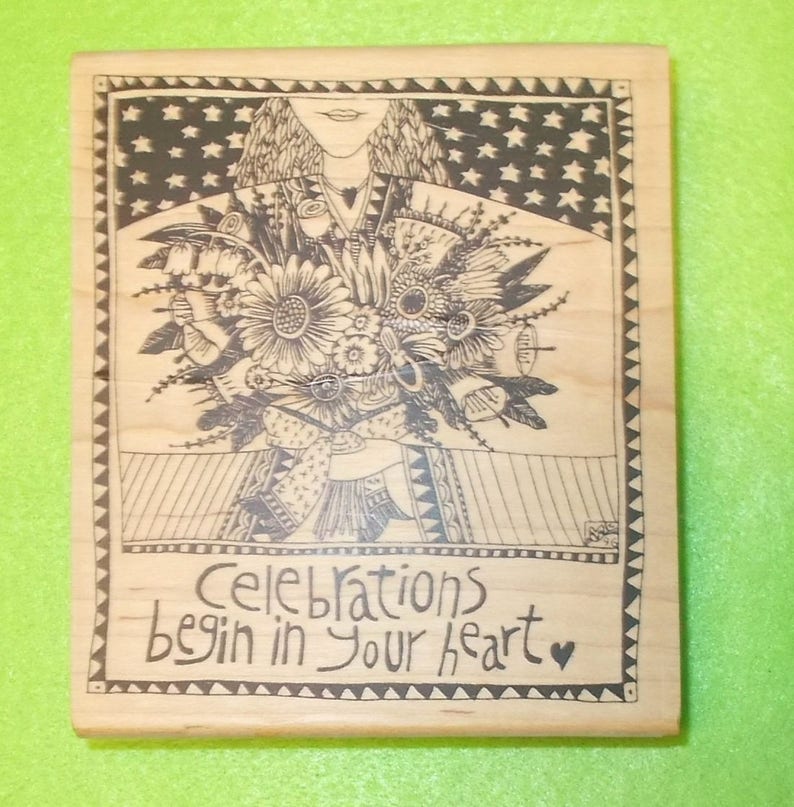 celebrations
begin in your heart